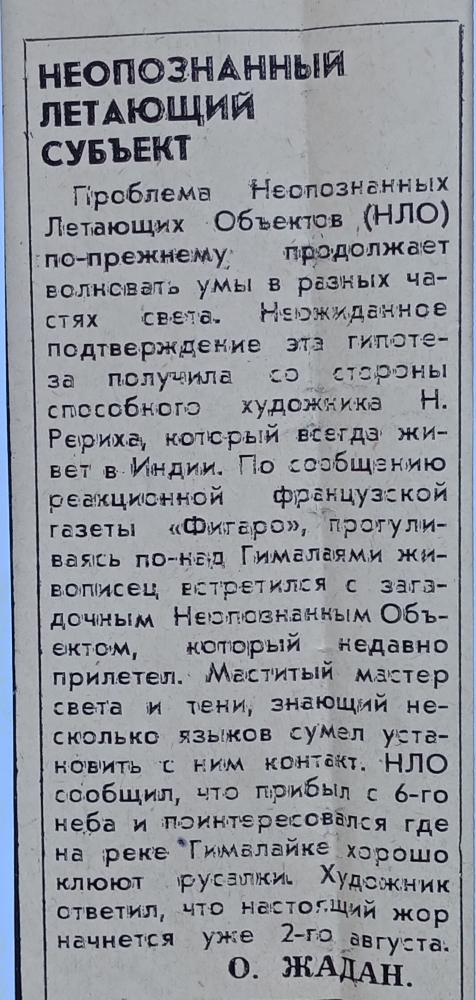 НЕОПОЗНАННЫЙ
ЛЕТАЮЩИЙ
СУБЪЕКТ
Проблема Неопознанных
Летающих Объектов (НЛО)
по-прежнему продолжает
волновать умы в разных ча-
стях света. Неожиданное
подтверждение эта гипоте-
за получила со стороны
способного художника Н.
Рериха, который всегда жи-
вет в Индии. По сообщению
реакционной французской
газеты «Фигаро», прогули-
ваясь по-над Гималаями жи-
вописец встретился с зага-
дочным Неопознанным Объ-
ектом, который недавно
прилетел. Маститый мастер
света и тени, знающий не-
сколько языков сумел уста-
новить с ним контакт. НЛО
сообщил, что прибыл с 6-го
неба и поинтересовался где
на реке Гималайке хорошо
клюют русалки. Художник
ответил, что настоящий жор
начнется уже 2-го августа.
О. ЖАДАН.